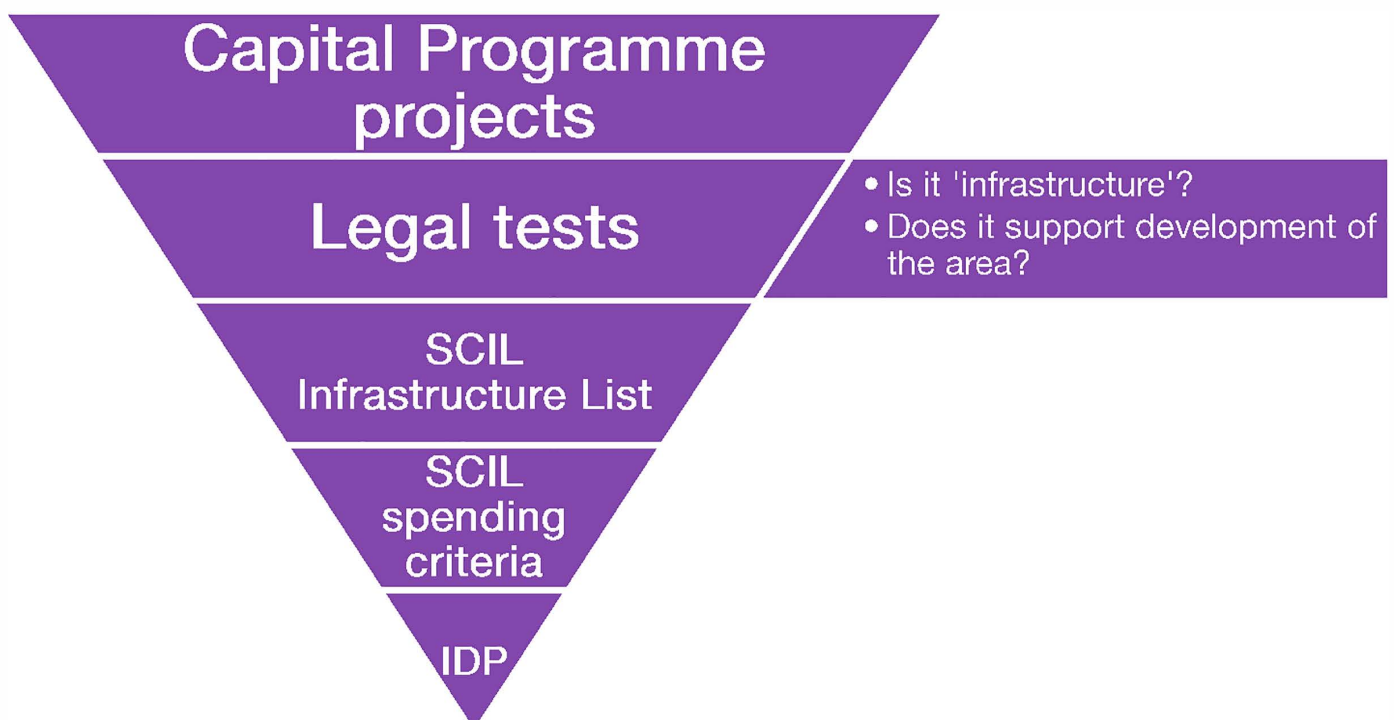 Capital Programme
projects
Legal tests
• Is it 'infrastructure'?
• Does it support development of
the area?
SCIL
Infrastructure List
SCIL
spending
criteria
IDP